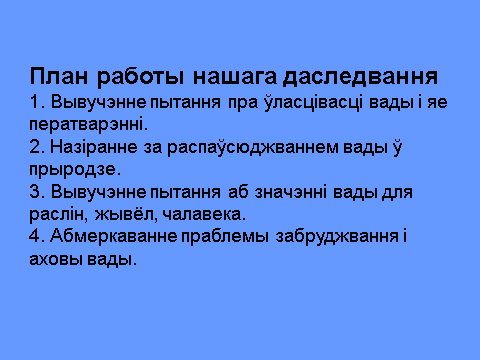 План работы нашага даследвання
1. Вывучэнне пытання пра ўласцівасці вады і яе
ператварэнні.
2. Назіранне за распаўсюджваннем вады ў
прыродзе.
3. Вывучэнне пытання аб значэнні вады для
раслін, жывёл, чалавека.
4. Абмеркаванне праблемы забруджвання і
аховы вады.